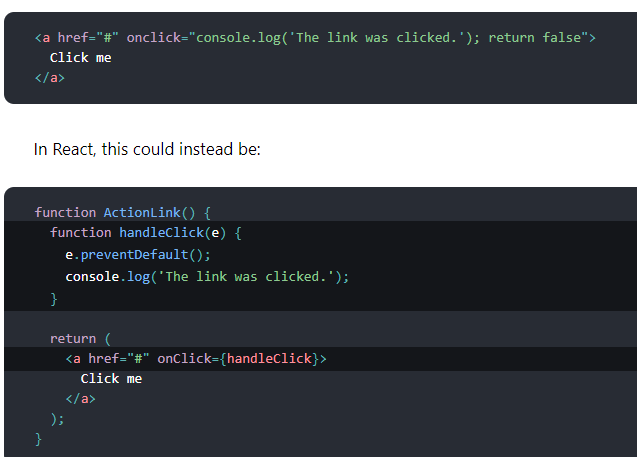 <a href="#" onclick="console.log('The link was clicked.'); return false">
  Click me
</a>
In React, this could instead be:
function ActionLink() {
  function handleClick(e) {
    e.preventDefault();
    console.log('The link was clicked.');
  }
  return (
    <a href="#" onClick={handleClick}>
      Click me
    </a>
  );
}